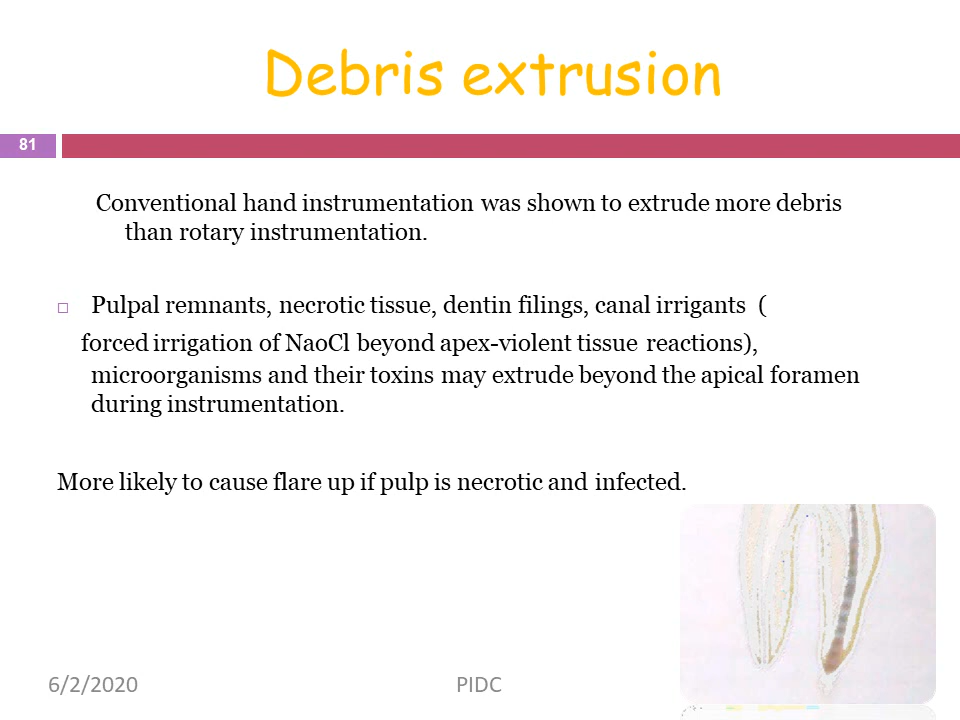 Debris extrusion
81
Conventional hand instrumentation was shown to extrude more debris
than rotary instrumentation.
Pulpal remnants, necrotic tissue, dentin filings, canal irrigants (
forced irrigation of NaoCl beyond apex-violent tissue reactions),
microorganisms and their toxins may extrude beyond the apical foramen
during instrumentation.
More likely to cause flare up if pulp is necrotic and infected.
6/2/2020
PIDC